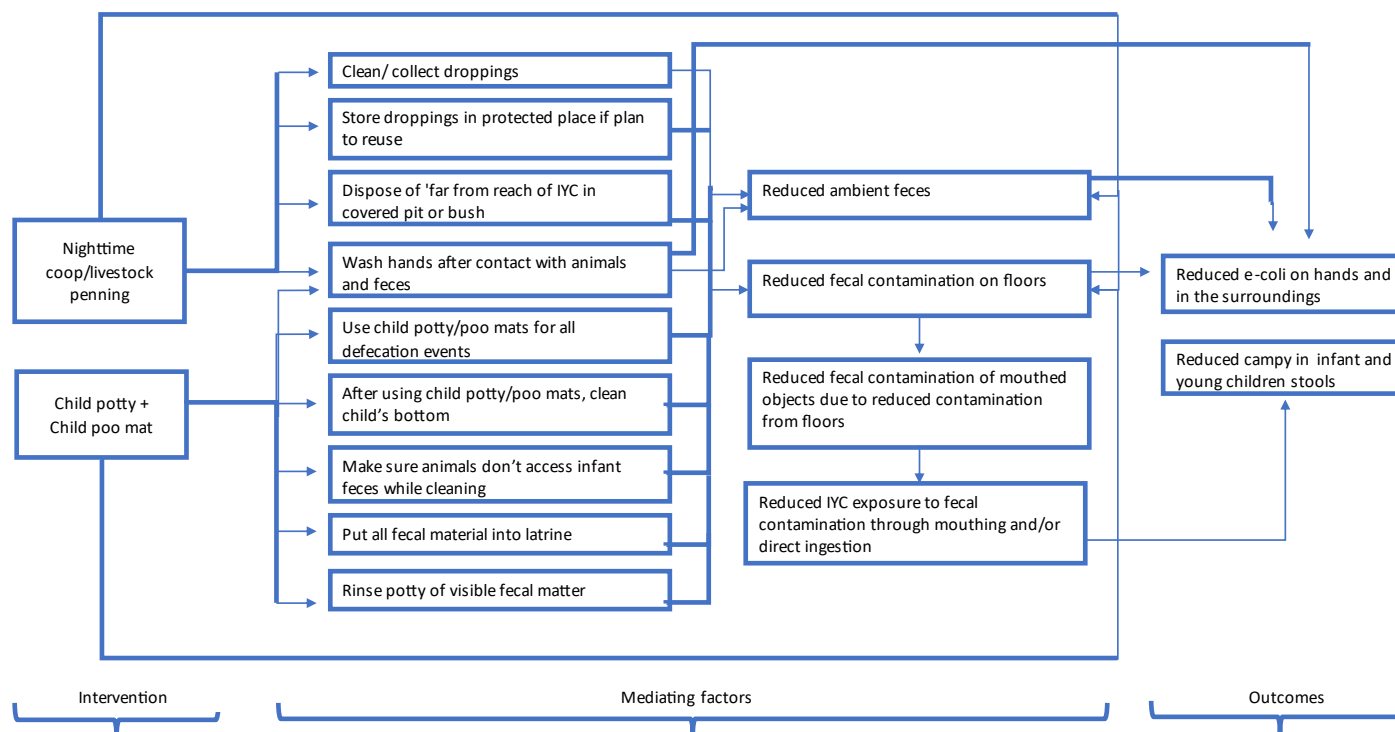 Nighttime
coop/livestock
penning
Child potty +
Child poo mat
Clean/ collect droppings
Store droppings in protected place if plan
to reuse
Dispose of 'far from reach of IYC in
covered pit or bush
Wash hands after contact with animals
and feces
Use child potty/poo mats for all
defecation events
After using child potty/poo mats, clean
child’s bottom
Make sure animals don’t access infant
feces while cleaning
Put all fecal material into latrine
Rinse potty of visible fecal matter
Reduced ambient feces
Reduced fecal contamination on floors
Reduced fecal contamination of mouthed
objects due to reduced contamination
from floors
Reduced IYC exposure to fecal
contamination through mouthing and/or
direct ingestion
Reduced e-coli on hands and
in the surroundings
Reduced campy in infant and
young children stools
Intervention
Mediating factors
Outcomes